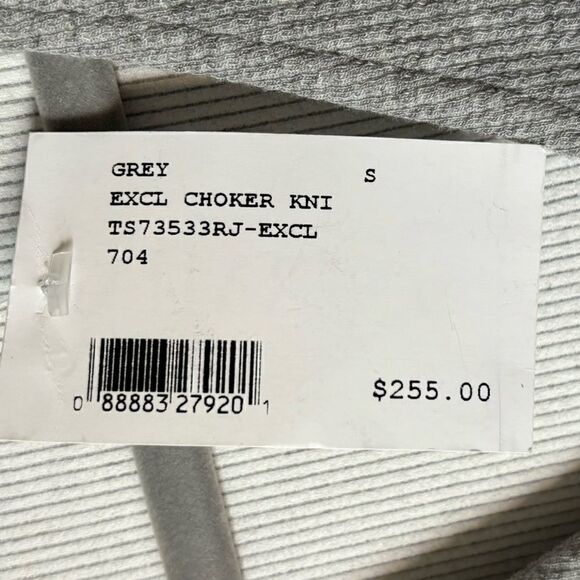 GREY S
EXCL CHOKER KNI
TS73533RJ-EXCL
704
0 88883 27920 1
$255.00